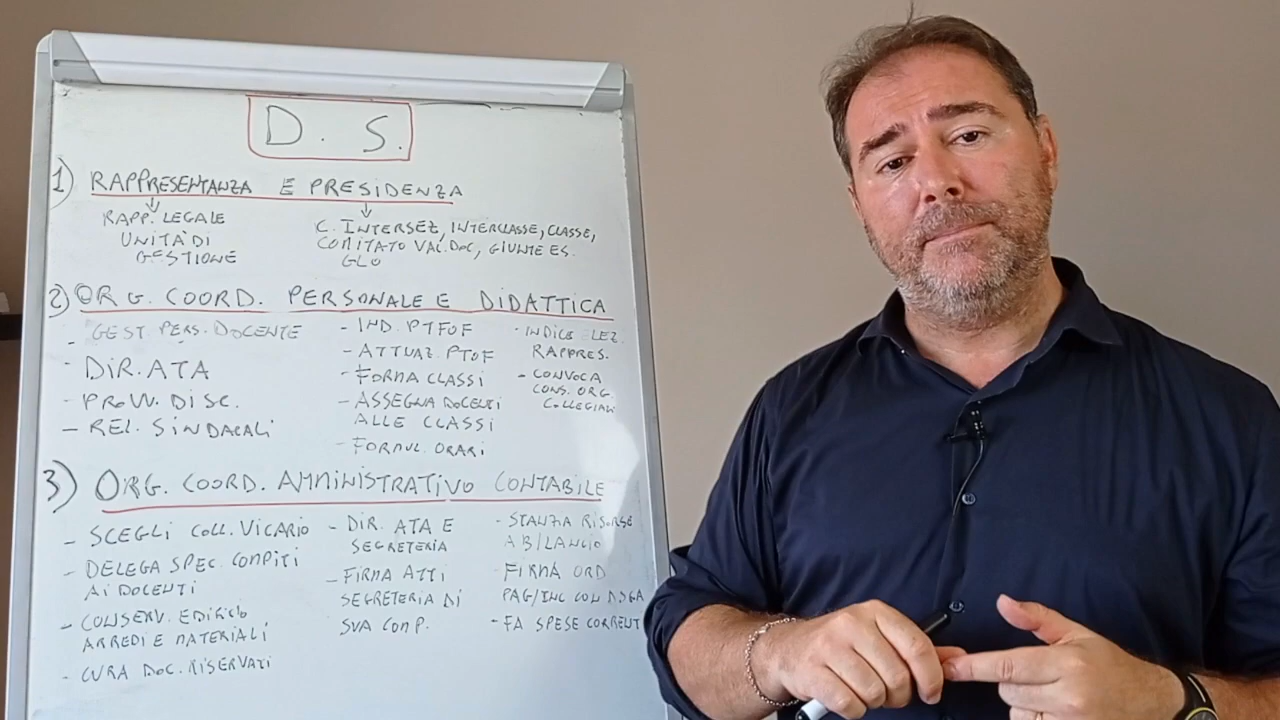 D. S.
1) RAPPRESENTANZA E PRESIDENZA
RAPP. LEGALE
UNITÀ DI
GESTIONE
C. INTERSEZ, INTERCLASSE, CLASSE,
COMITATO VAL. DOC, GIUNTE ES.
GLO
2) ORG. COORD. PERSONALE E DIDATTICA
- GEST. PERS. DOCENTE
- DIR. ATA
- PROVV. DISC.
- REL. SINDACALI
- IND. PTFOF
- ATTUAZ. PTOF
- FORMA CLASSI
- ASSEGNA DOCENTI
ALLE CLASSI
- FORMUL. ORARI
- INDICE ELEZ.
RAPPRES.
- CONVOCA
CONS. ORG.
COLLEGIALI
3) ORG. COORD. AMMINISTRATIVO CONTABILE
- SCEGLI COLL. VICARIO
- DELEGA SPEC. COMPITI
AI DOCENTI
- CONSERV. EDIFICIO
ARREDI E MATERIALI
- CURA DOC. RISERVATI
- DIR. ATA E
SEGRETERIA
- FIRMA ATTI
SEGRETERIA DI
SUA COMP.
- STANZIA RISORSE
A BILANCIO
- FIRMA ORD
PAG/INC CON DSGA
- FA SPESE CORRENTI